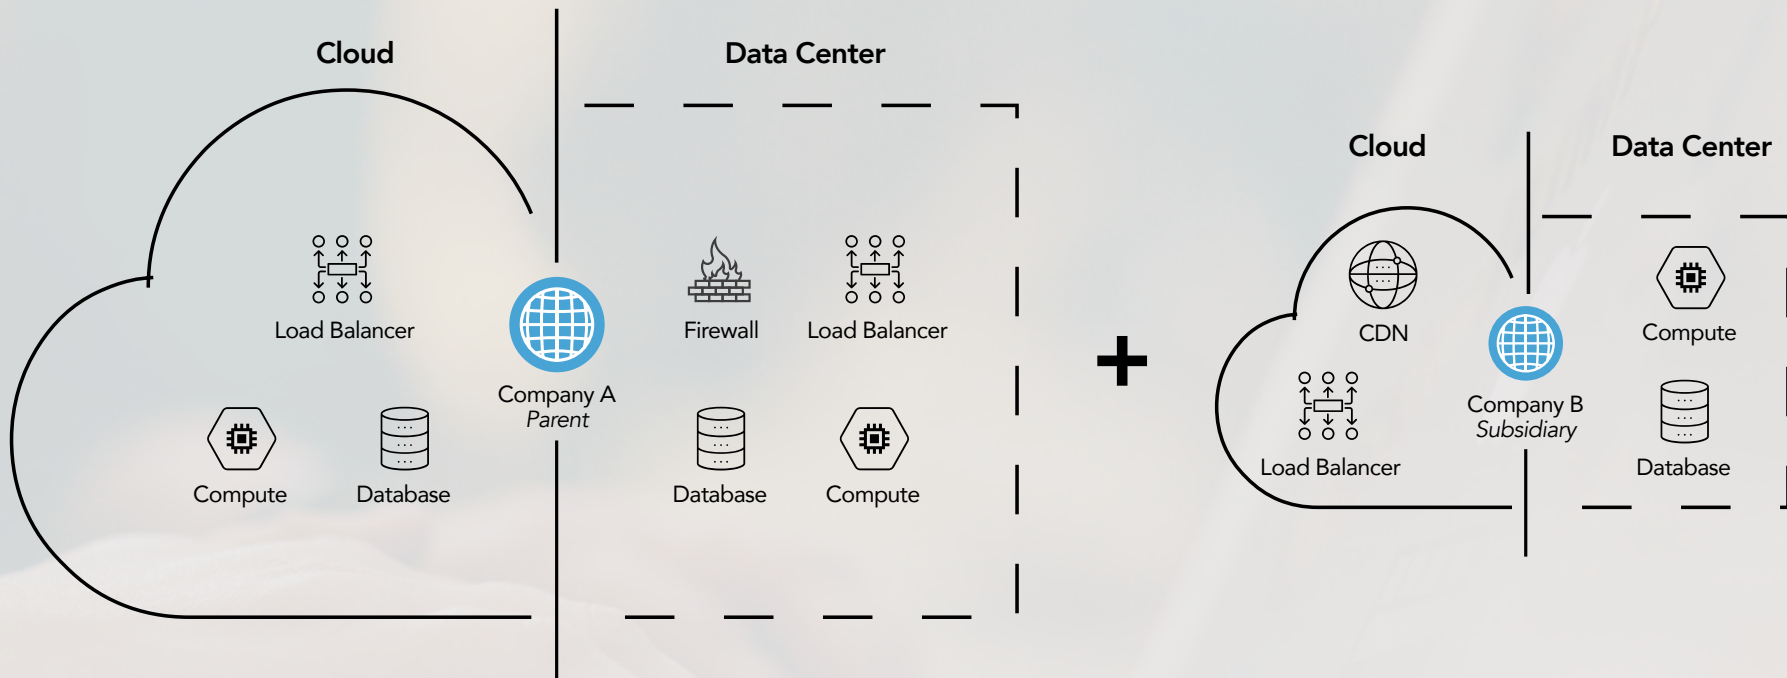 Cloud
Data Center
Load Balancer
Firewall
Load Balancer
Company A
Parent
Compute
Database
Database
Compute
Cloud
Data Center
CDN
Compute
Company B
Subsidiary
Load Balancer
Database